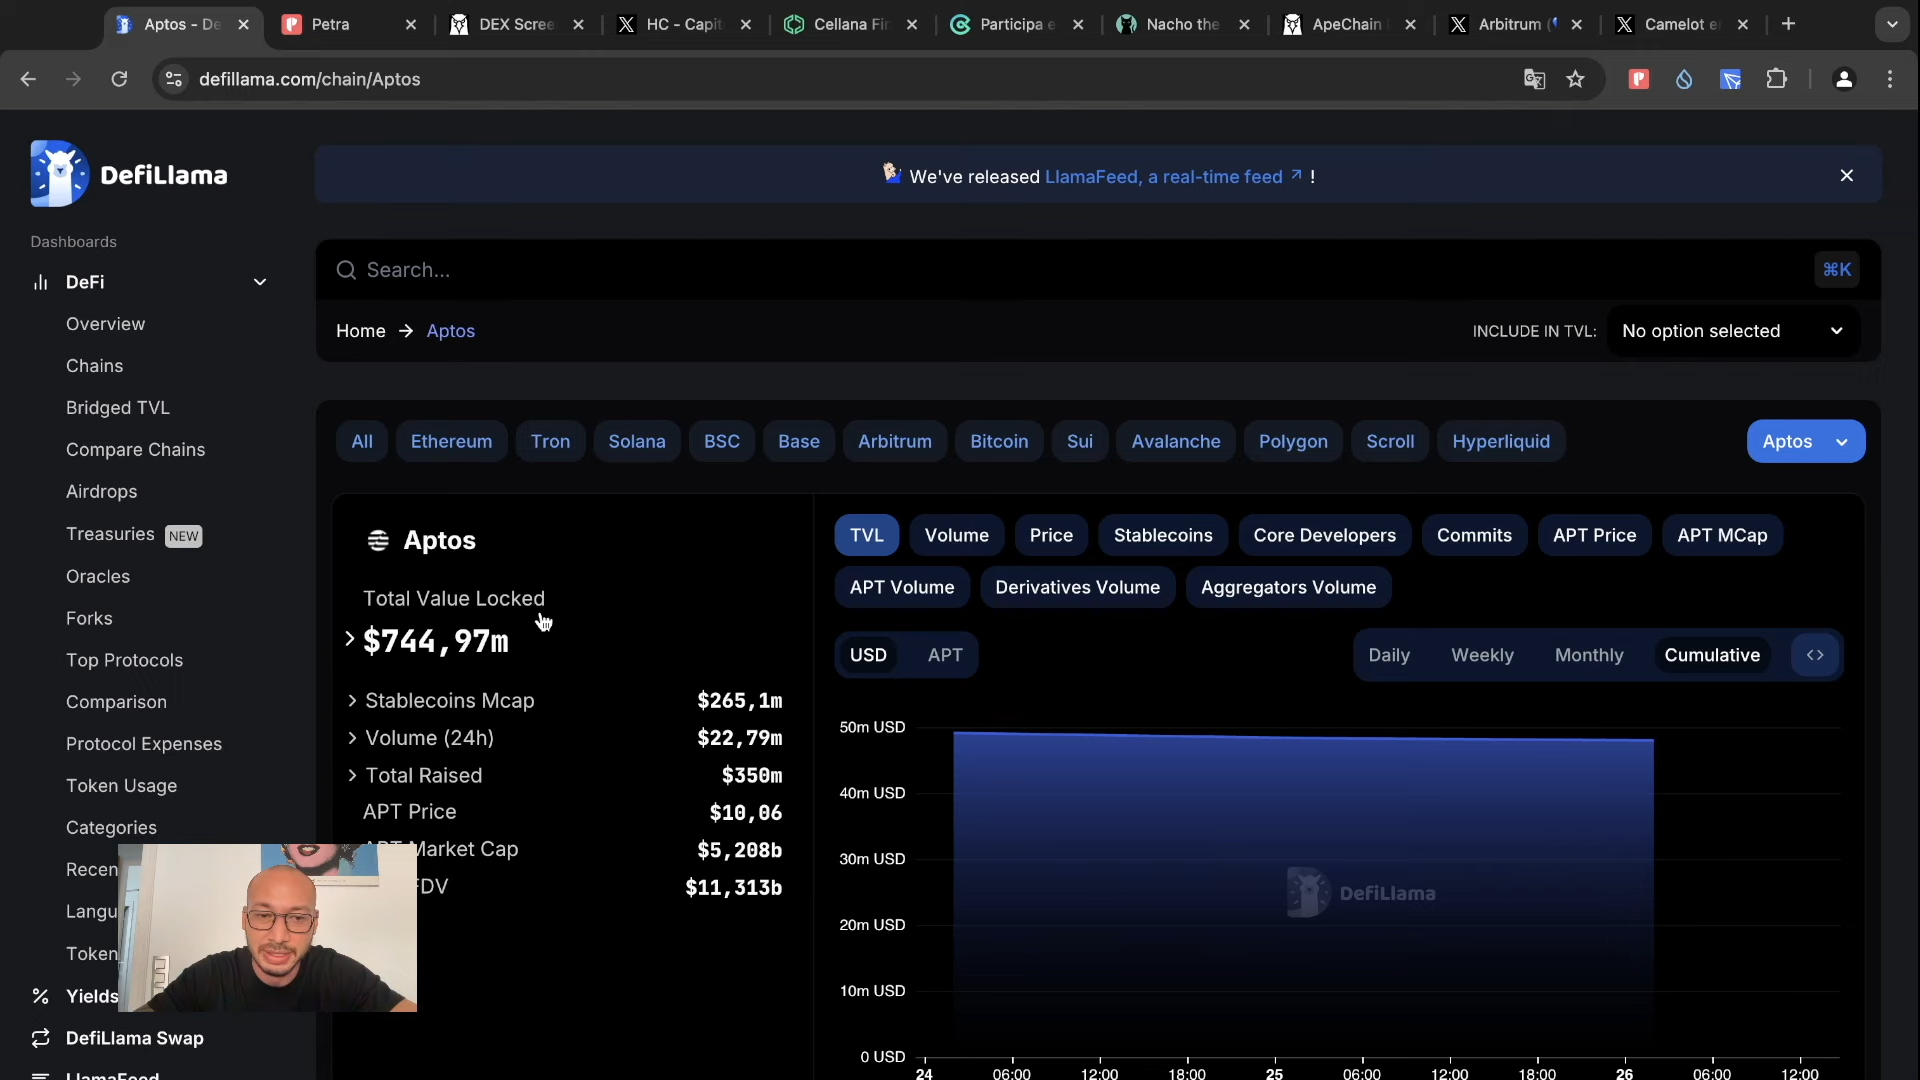 Aptos - De
Petra
DEX Scree
HC - Capit
Cellana Fi
Participa e
Nacho the
ApeChain
Arbitrum (
Camelot e
defillama.com/chain/Aptos
DefiLlama
We've released LlamaFeed, a real-time feed ↗ !
Dashboards
DeFi
Overview
Chains
Bridged TVL
Compare Chains
Airdrops
Treasuries NEW
Oracles
Forks
Top Protocols
Comparison
Protocol Expenses
Token Usage
Categories
Recen
Langu
Token
Yields
DefiLlama Swap
LlamaFeed
Search...
⌘K
Home → Aptos
INCLUDE IN TVL: No option selected
All Ethereum Tron Solana BSC Base Arbitrum Bitcoin Sui Avalanche Polygon Scroll Hyperliquid Aptos
Aptos
Total Value Locked
$744,97m
Stablecoins Mcap $265,1m
Volume (24h) $22,79m
Total Raised $350m
APT Price $10,06
APT Market Cap $5,208b
FDV $11,313b
TVL Volume Price Stablecoins Core Developers Commits APT Price APT MCap
APT Volume Derivatives Volume Aggregators Volume
USD APT
Daily Weekly Monthly Cumulative
50m USD
40m USD
30m USD
20m USD
10m USD
0 USD
DefiLlama
24 06:00 12:00 18:00 25 06:00 12:00 18:00 26 06:00 12:00